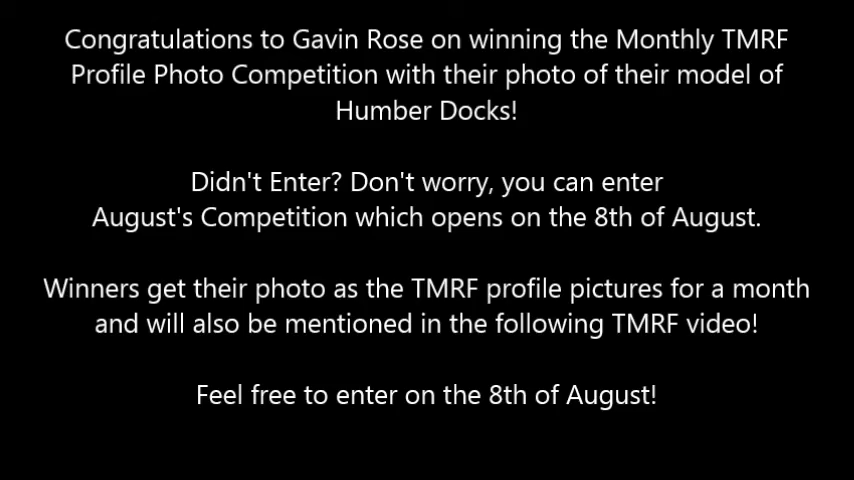 Congratulations to Gavin Rose on winning the Monthly TMRF
Profile Photo Competition with their photo of their model of
Humber Docks!
Didn't Enter? Don't worry, you can enter
August's Competition which opens on the 8th of August.
Winners get their photo as the TMRF profile pictures for a month
and will also be mentioned in the following TMRF video!
Feel free to enter on the 8th of August!